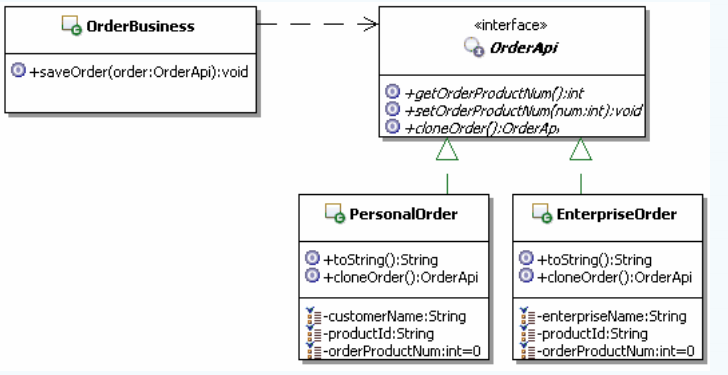 OrderBusiness
+saveOrder(order:OrderApi):void
«interface»
OrderApi
+getOrderProductNum():int
+setOrderProductNum(num:int):void
+cloneOrder():OrderApi
PersonalOrder
+toString():String
+cloneOrder():OrderApi
-customerName:String
-productId:String
-orderProductNum:int=0
EnterpriseOrder
+toString():String
+cloneOrder():OrderApi
-enterpriseName:String
-productId:String
-orderProductNum:int=0